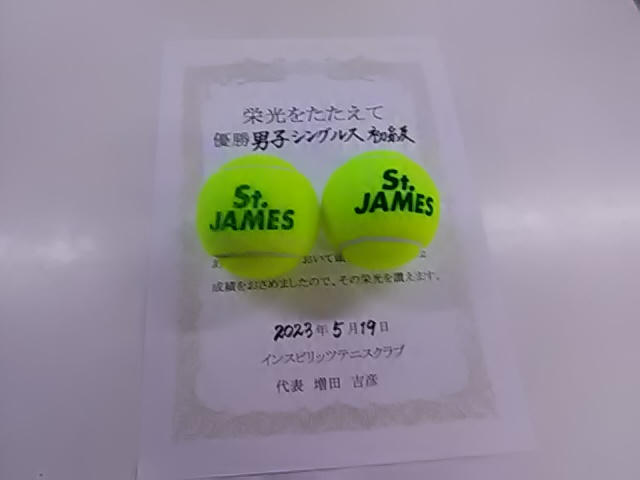 栄光をたたえて
優勝 男子シングルス 初級
St.
JAMES
St.
JAMES
おいて
成績をおさめましたので、その栄光を讃えます。
2023年5月19日
インスピリッツテニスクラブ
代表 増田 吉彦